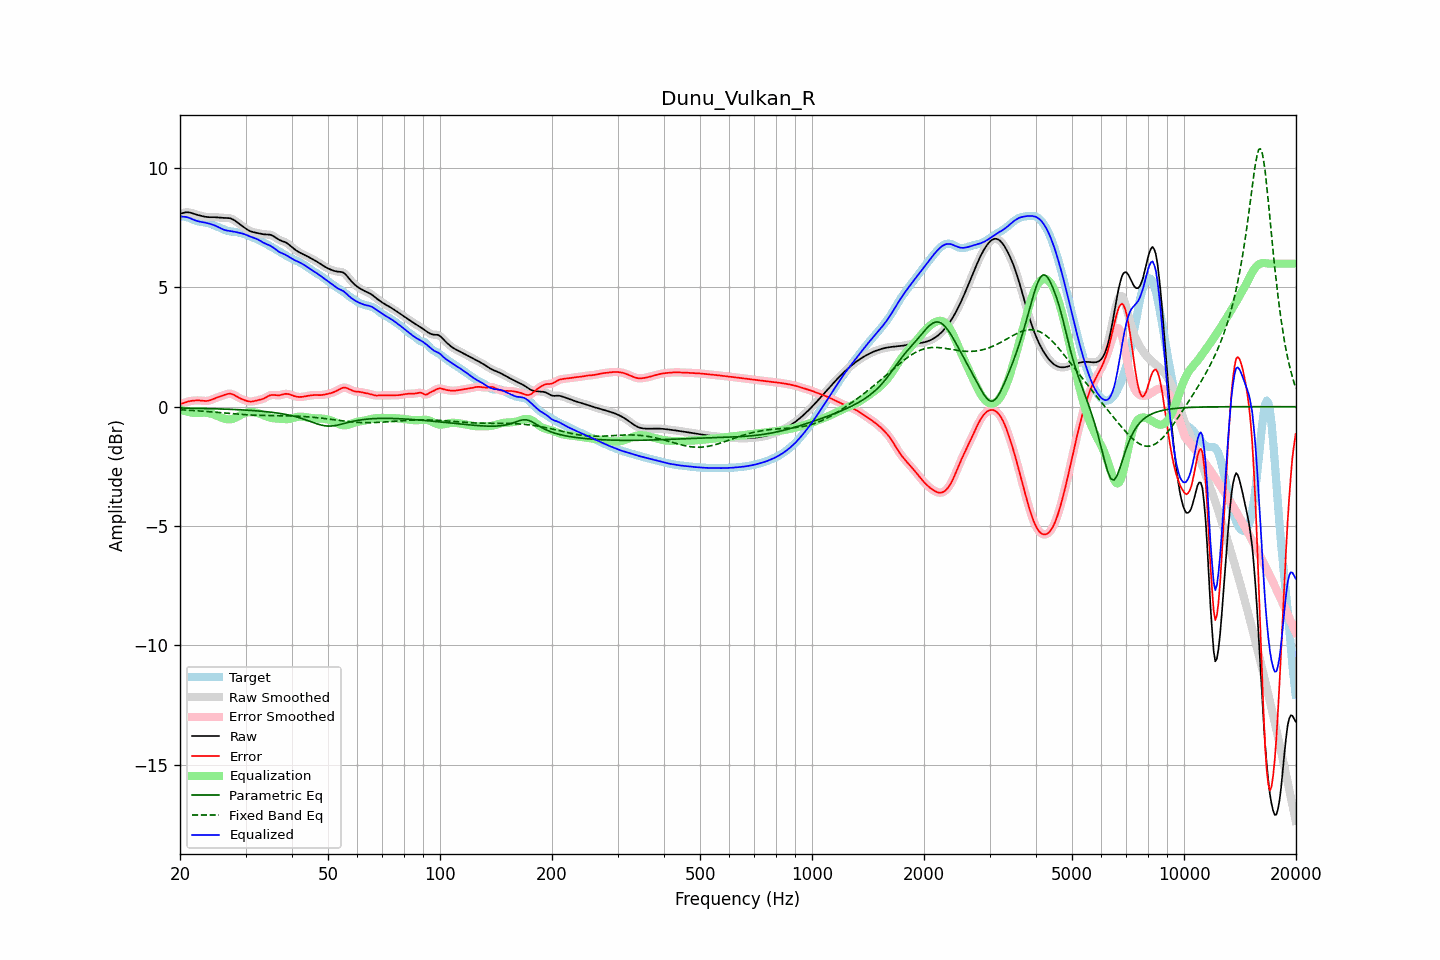 Dunu_Vulkan_R
Amplitude (dBr)
10
5
0
−5
−10
−15
Target
Raw Smoothed
Error Smoothed
Raw
Error
Equalization
Parametric Eq
Fixed Band Eq
Equalized
20 50 100 200 500 1000 2000 5000 10000 20000
Frequency (Hz)